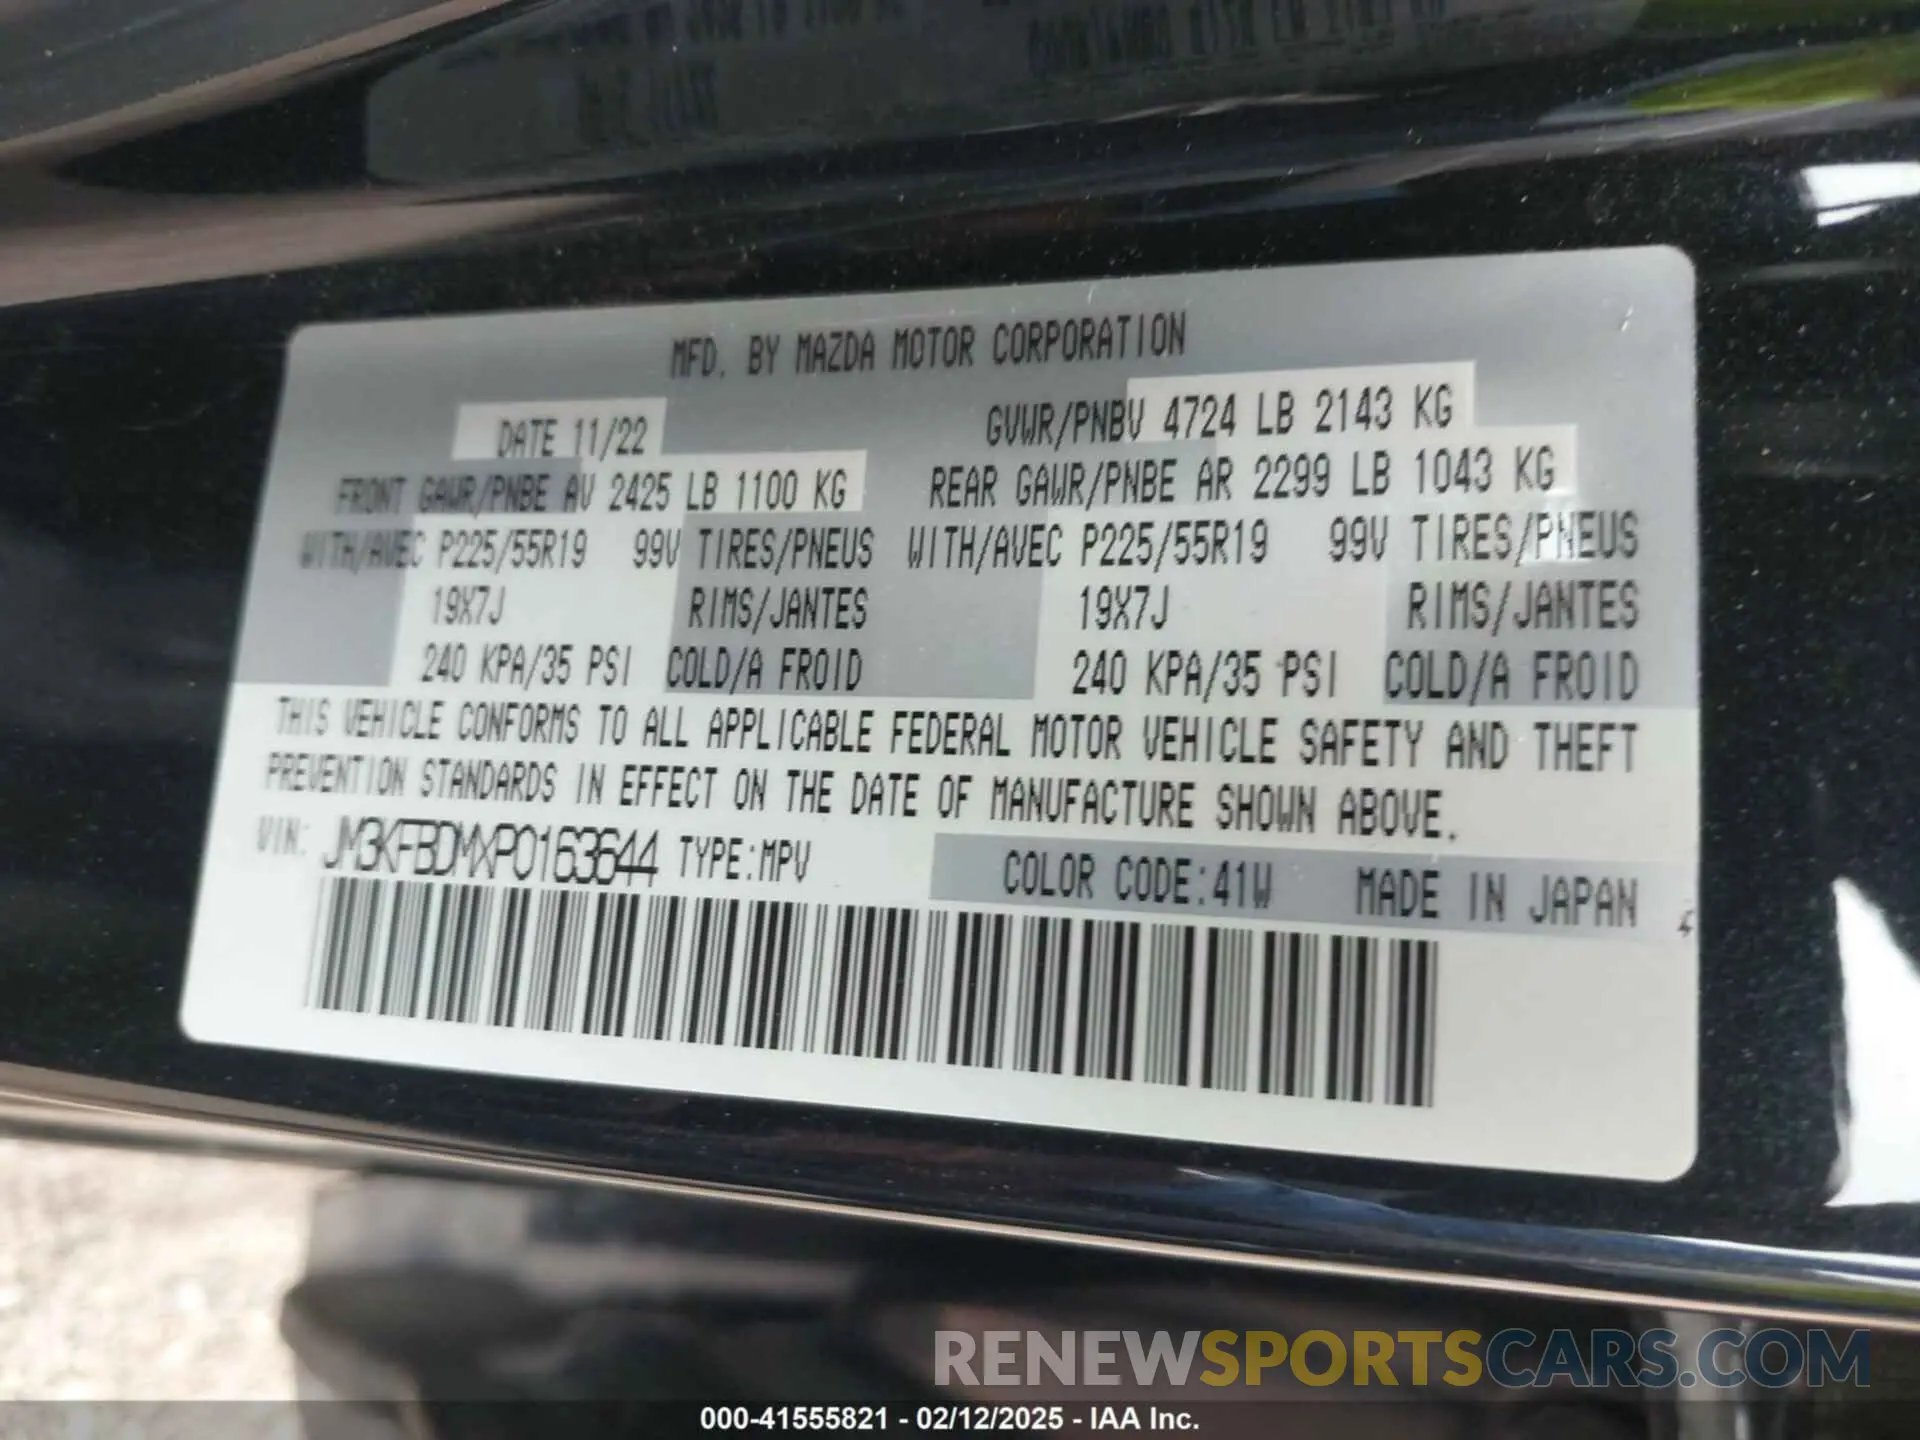 MFD. BY MAZDA MOTOR CORPORATION
DATE 11/22 GVWR/PNBV 4724 LB 2143 KG
FRONT GAWR/PNBE AV 2425 LB 1100 KG REAR GAWR/PNBE AR 2299 LB 1043 KG
WITH/AVEC P225/55R19 99V TIRES/PNEUS WITH/AVEC P225/55R19 99V TIRES/PNEUS
19X7J RIMS/JANTES 19X7J RIMS/JANTES
240 KPA/35 PSI COLD/A FROID 240 KPA/35 PSI COLD/A FROID
THIS VEHICLE CONFORMS TO ALL APPLICABLE FEDERAL MOTOR VEHICLE SAFETY AND THEFT
PREVENTION STANDARDS IN EFFECT ON THE DATE OF MANUFACTURE SHOWN ABOVE.
VIN: JM3KFBDMXP0163644 TYPE:MPV COLOR CODE:41W MADE IN JAPAN
RENEWSPORTSCARS.COM
000-41555821 - 02/12/2025 - IAA Inc.